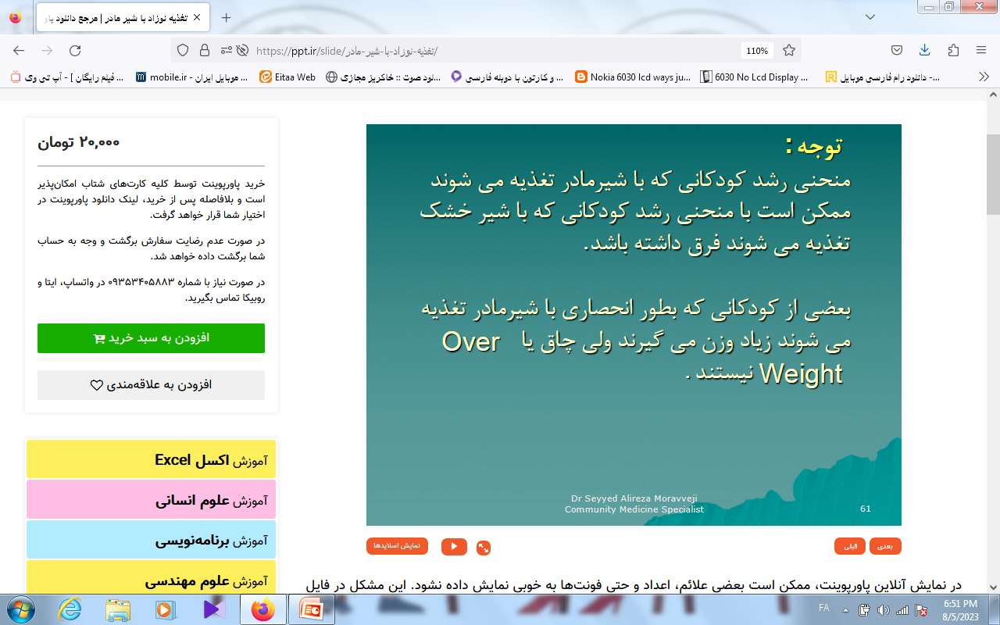 تغذیه نوزاد با شیر مادر | مرجع دانلود پاو
https://ppt.ir/slide/تغذیه-نوزاد-با-شیر-مادر/
110%
فیلم رایگان ] - آپ تی وی ...
mobile.ir - موبایل ایران ...
Eitaa Web
لود صوت :: خاکریز مجازی...
و کارتون با دوبله فارسی ...
Nokia 6030 lcd ways ju...
6030 No Lcd Display ...
- دانلود رام فارسی موبایل...
۲۰,۰۰۰ تومان
خرید پاورپوینت توسط کلیه کارت‌های شتاب امکان‌پذیر
است و بلافاصله پس از خرید، لینک دانلود پاورپوینت در
اختیار شما قرار خواهد گرفت.
در صورت عدم رضایت سفارش برگشت و وجه به حساب
شما برگشت داده خواهد شد.
در صورت نیاز با شماره ۰۹۳۵۳۴۰۵۸۸۳ در واتساپ، ایتا و
روبیکا تماس بگیرید.
افزودن به سبد خرید
افزودن به علاقه‌مندی
آموزش اکسل Excel
آموزش علوم انسانی
آموزش برنامه‌نویسی
آموزش علوم مهندسی
توجه :
منحنی رشد کودکانی که با شیرمادر تغذیه می شوند
ممکن است با منحنی رشد کودکانی که با شیر خشک
تغذیه می شوند فرق داشته باشد.
بعضی از کودکانی که بطور انحصاری با شیرمادر تغذیه
می شوند زیاد وزن می گیرند ولی چاق یا Over
Weight نیستند .
Dr Seyyed Alireza Moravveji
Community Medicine Specialist
61
نمایش اسلایدها
قبلی
بعدی
در نمایش آنلاین پاورپوینت، ممکن است بعضی علائم، اعداد و حتی فونت‌ها به خوبی نمایش داده نشود. این مشکل در فایل
FA
6:51 PM
8/5/2023